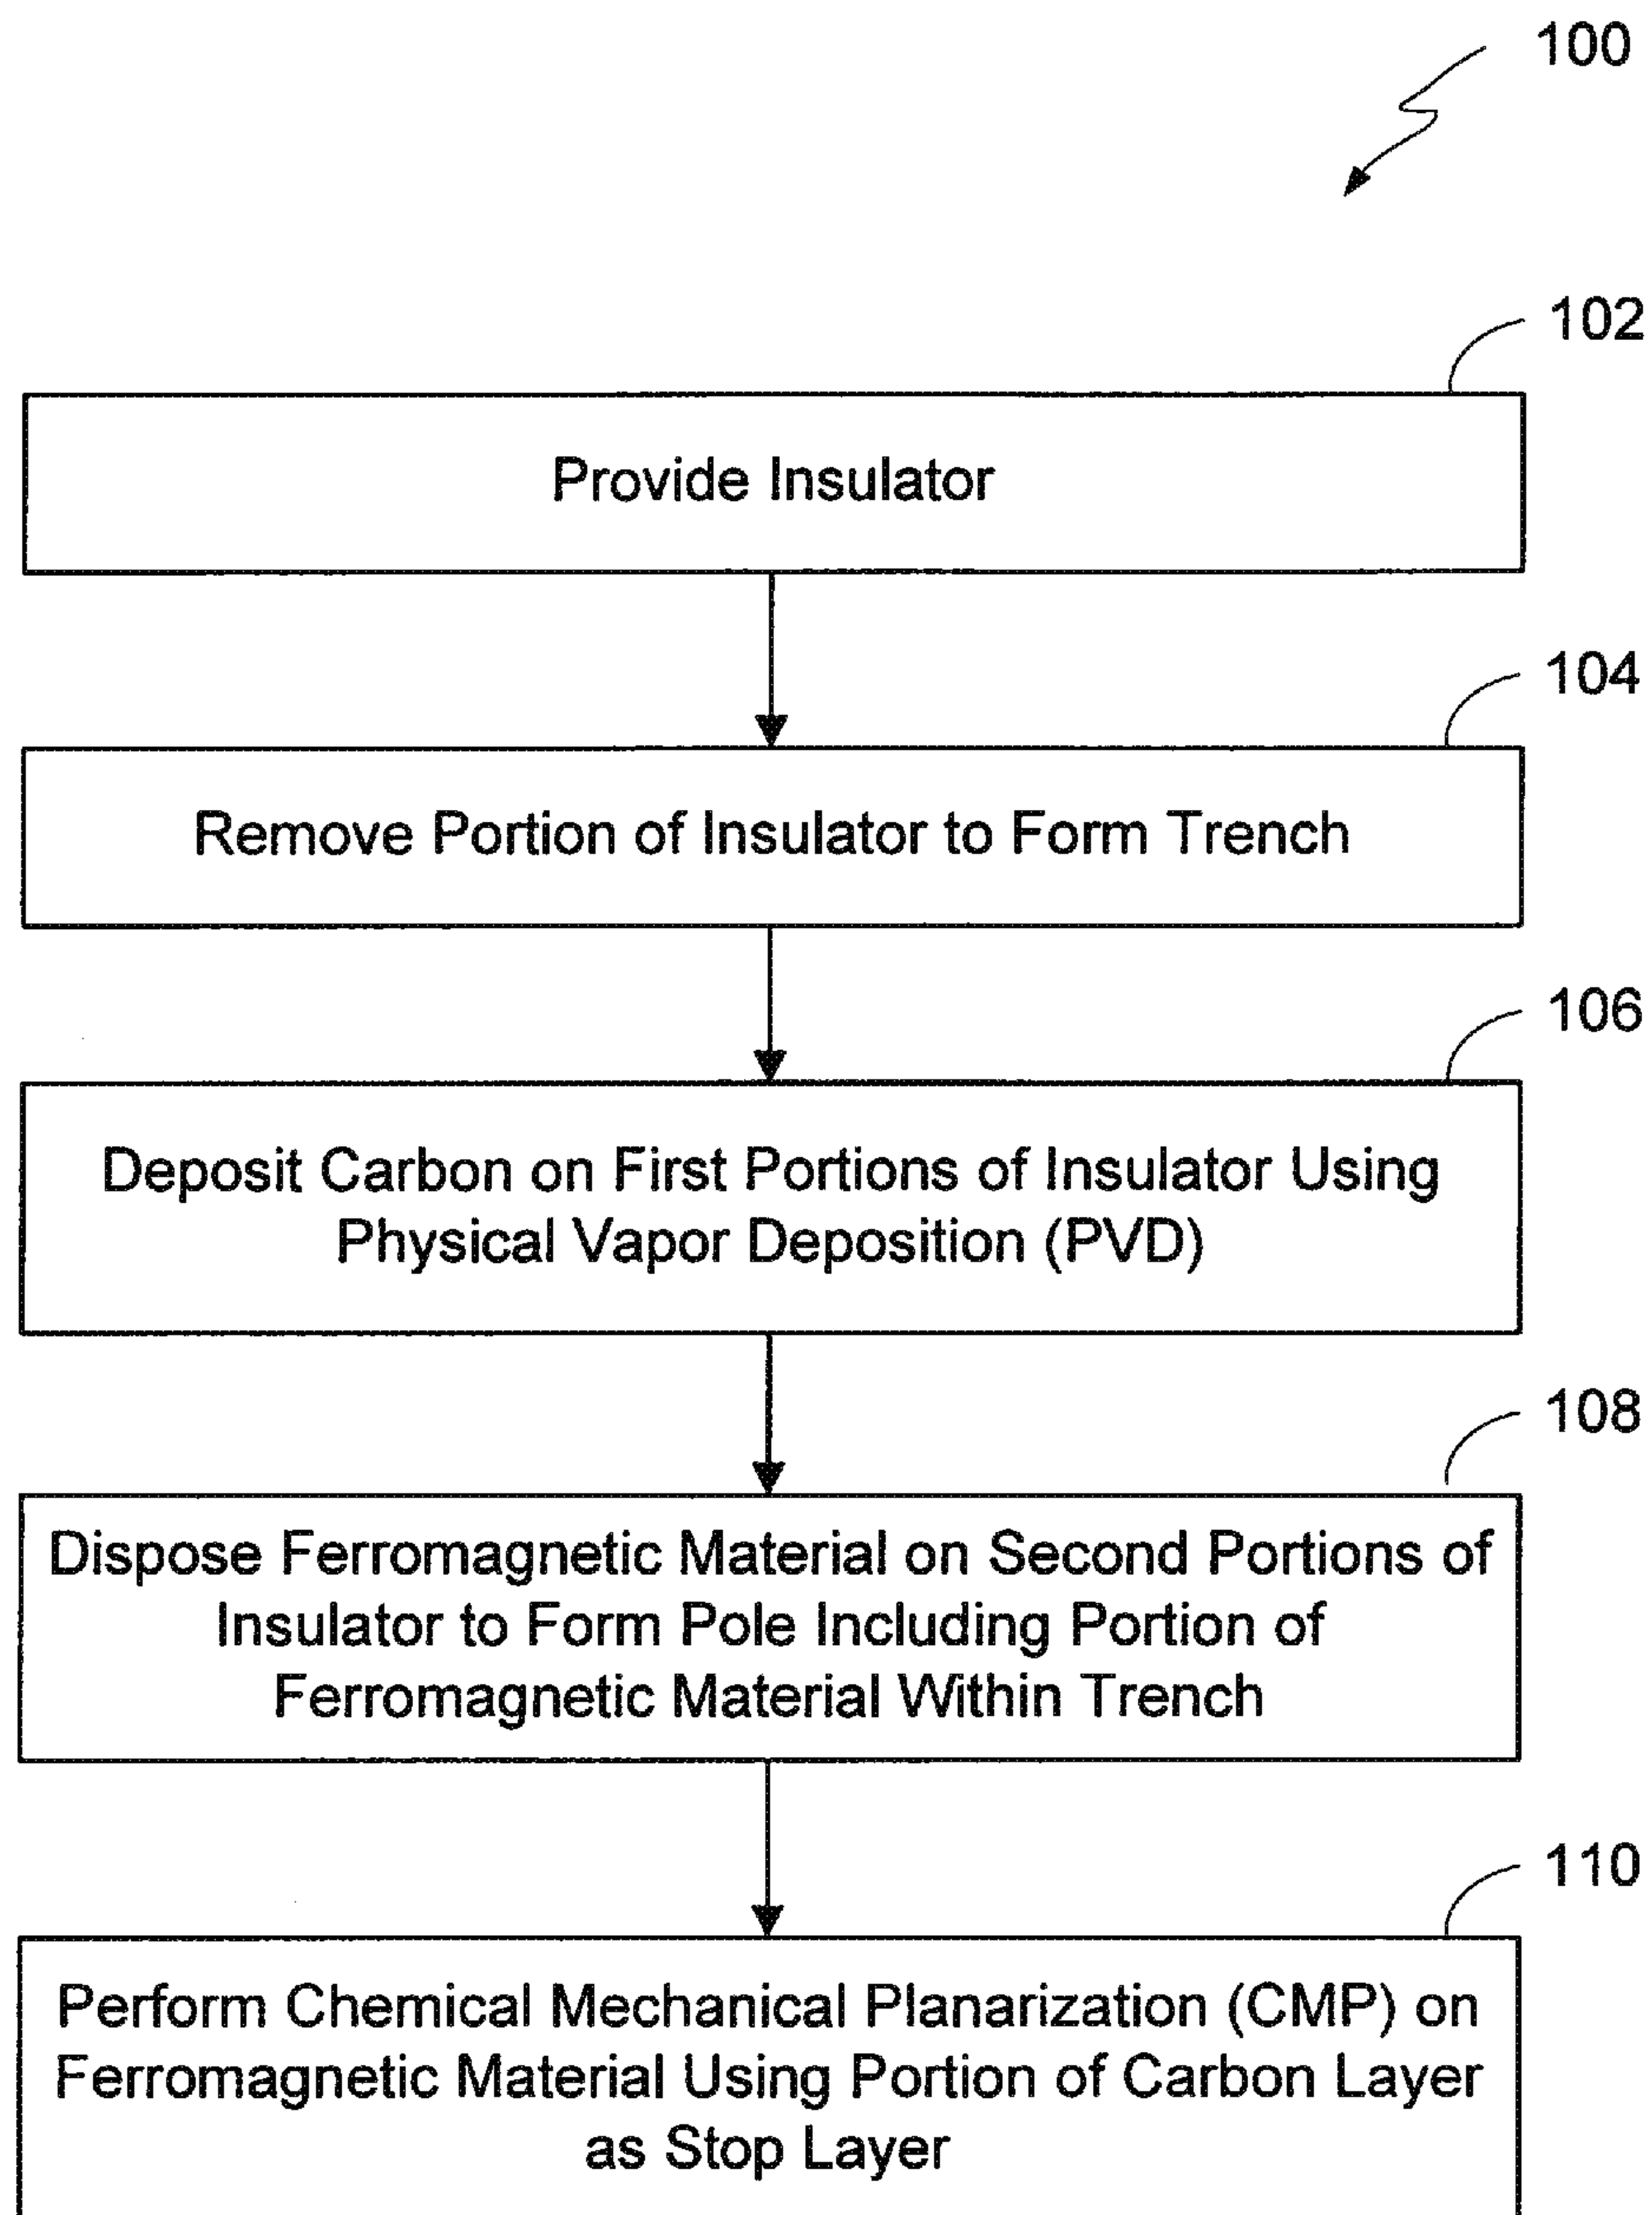 100
102
Provide Insulator
104
Remove Portion of Insulator to Form Trench
106
Deposit Carbon on First Portions of Insulator Using
Physical Vapor Deposition (PVD)
108
Dispose Ferromagnetic Material on Second Portions of
Insulator to Form Pole Including Portion of
Ferromagnetic Material Within Trench
110
Perform Chemical Mechanical Planarization (CMP) on
Ferromagnetic Material Using Portion of Carbon Layer
as Stop Layer